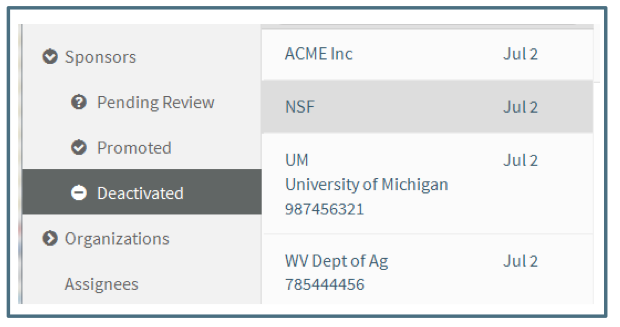 Sponsors
Pending Review
Promoted
Deactivated
Organizations
Assignees
ACME Inc Jul 2
NSF Jul 2
UM Jul 2
University of Michigan
987456321
WV Dept of Ag Jul 2
785444456